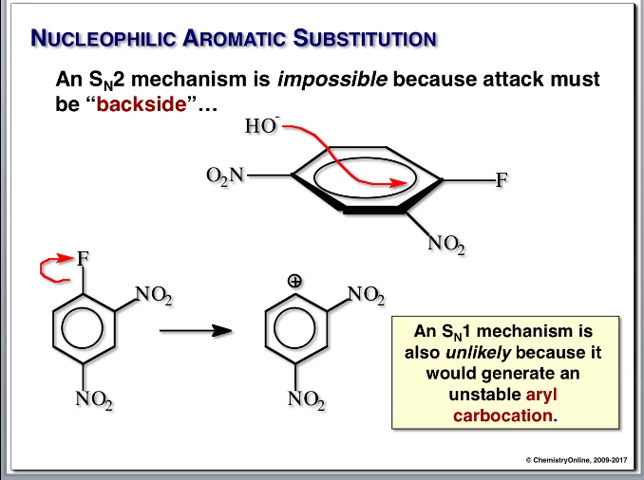 NUCLEOPHILIC AROMATIC SUBSTITUTION
An SN2 mechanism is impossible because attack must
be “backside”…
HO-
O2N
F
NO2
F
NO2
NO2
⊕
NO2
NO2
An SN1 mechanism is
also unlikely because it
would generate an
unstable aryl
carbocation.
© ChemistryOnline, 2009-2017